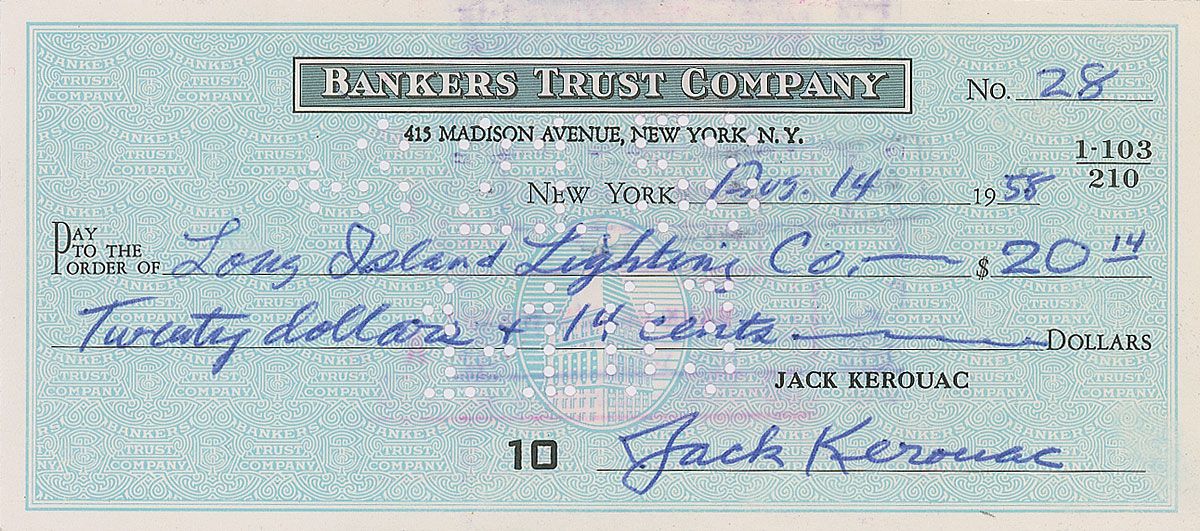 BANKERS TRUST COMPANY
No. 28
415 MADISON AVENUE, NEW YORK, N. Y.
1-103
210
NEW YORK Aug. 14 1958
PAY TO THE ORDER OF Long Island Lighting Co. $ 20 14
Twenty dollars + 14 cents DOLLARS
JACK KEROUAC
10
Jack Kerouac